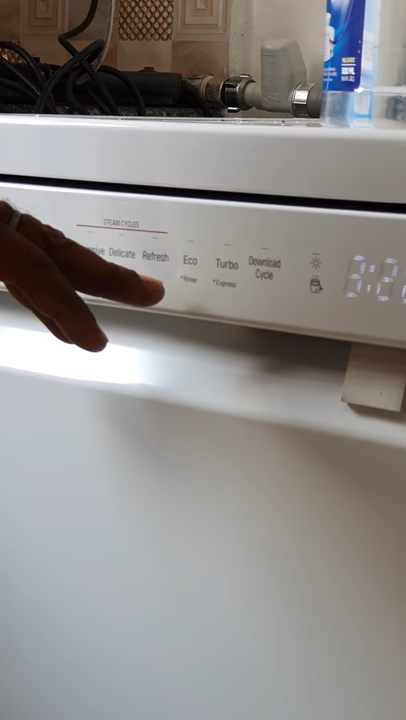 STEAM CYCLES
Delicate Refresh Eco Turbo Download
Cycle
*Rinse *Express